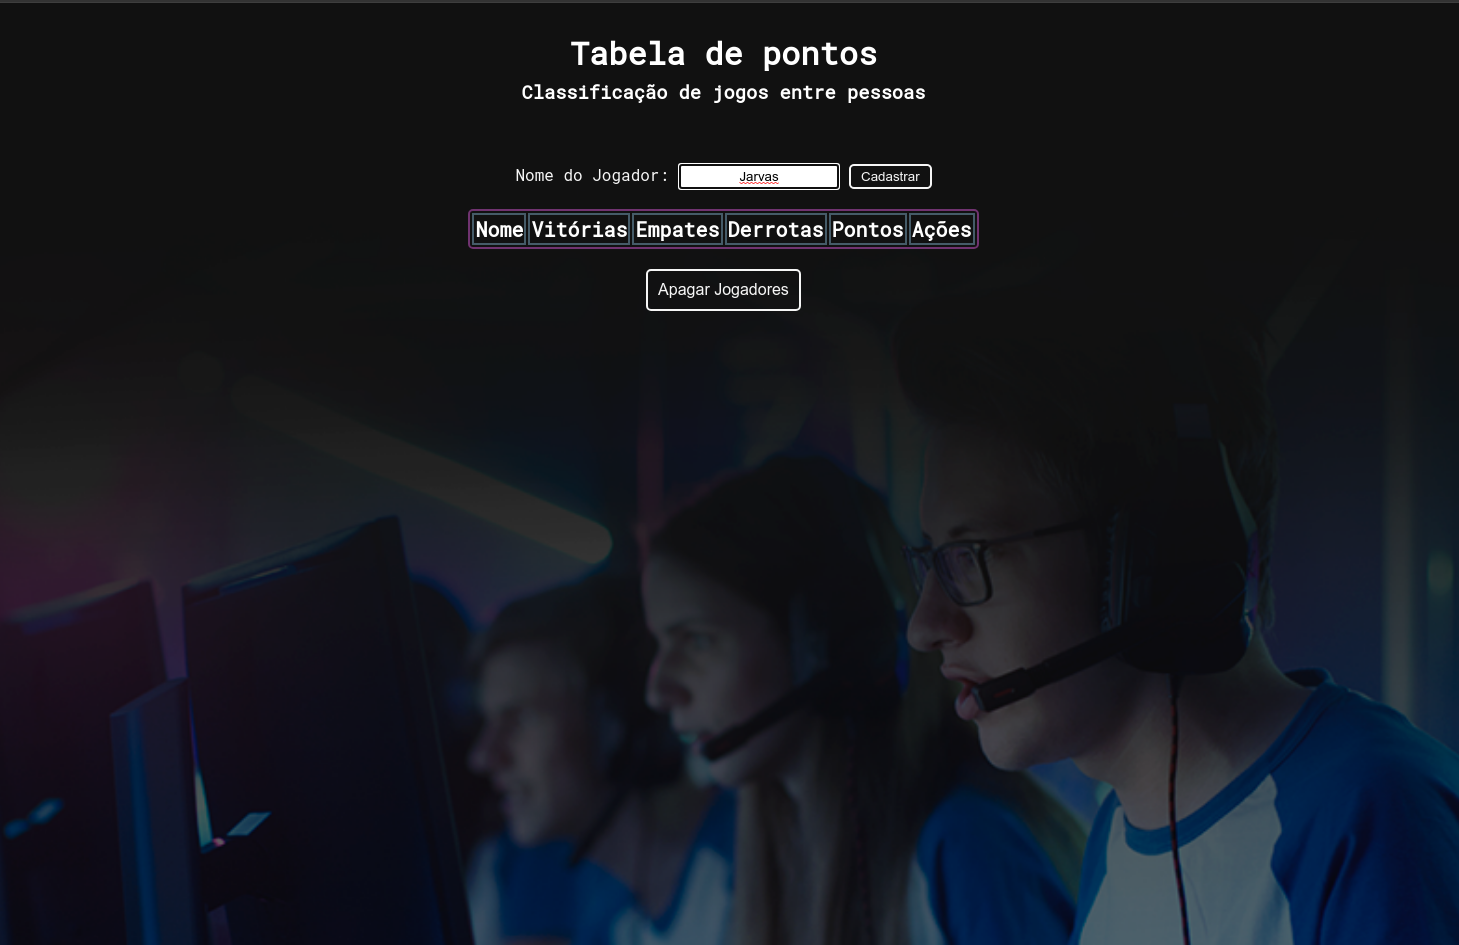 Tabela de pontos
Classificação de jogos entre pessoas
Nome do Jogador: Jarvas Cadastrar
Nome Vitórias Empates Derrotas Pontos Ações
Apagar Jogadores